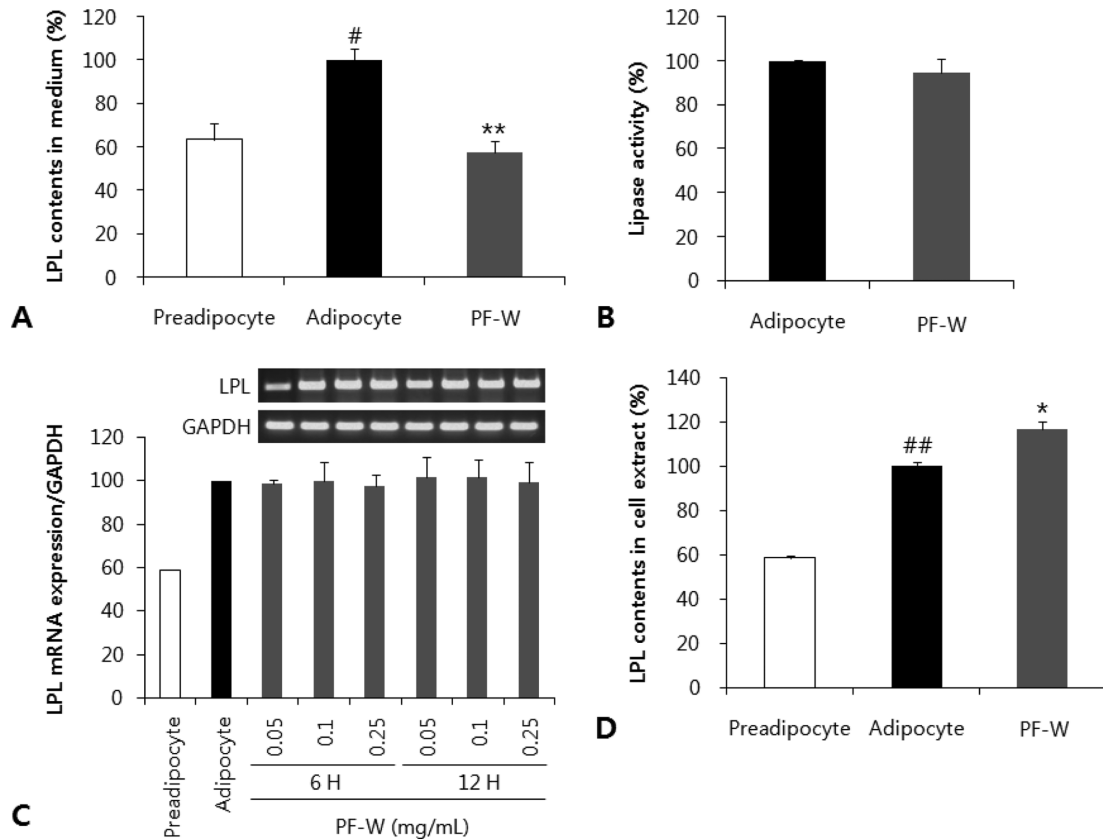 LPL contents in medium (%)
120
100
80
60
40
20
0
#
**
Preadipocyte Adipocyte PF-W
A
Lipase activity (%)
120
100
80
60
40
20
0
Adipocyte PF-W
B
LPL
GAPDH
LPL mRNA expression/GAPDH
120
100
80
60
40
20
0
Preadipocyte Adipocyte 0.05 0.1 0.25 0.05 0.1 0.25
6 H 12 H
PF-W (mg/mL)
C
LPL contents in cell extract (%)
140
120
100
80
60
40
20
0
##
*
Preadipocyte Adipocyte PF-W
D